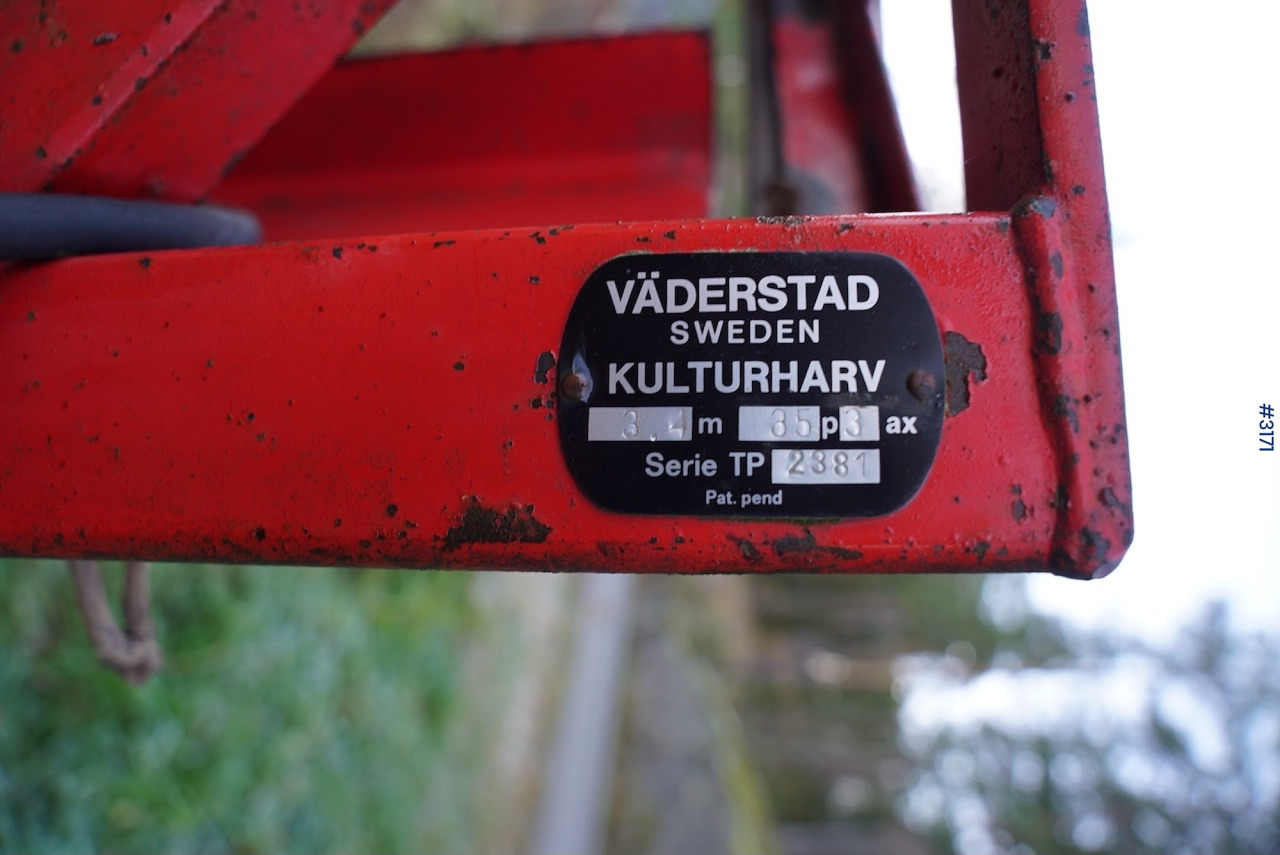 VÄDERSTAD
SWEDEN
KULTURHARV
3.4 m 35 p 3 ax
Serie TP 2381
Pat. pend
#3171